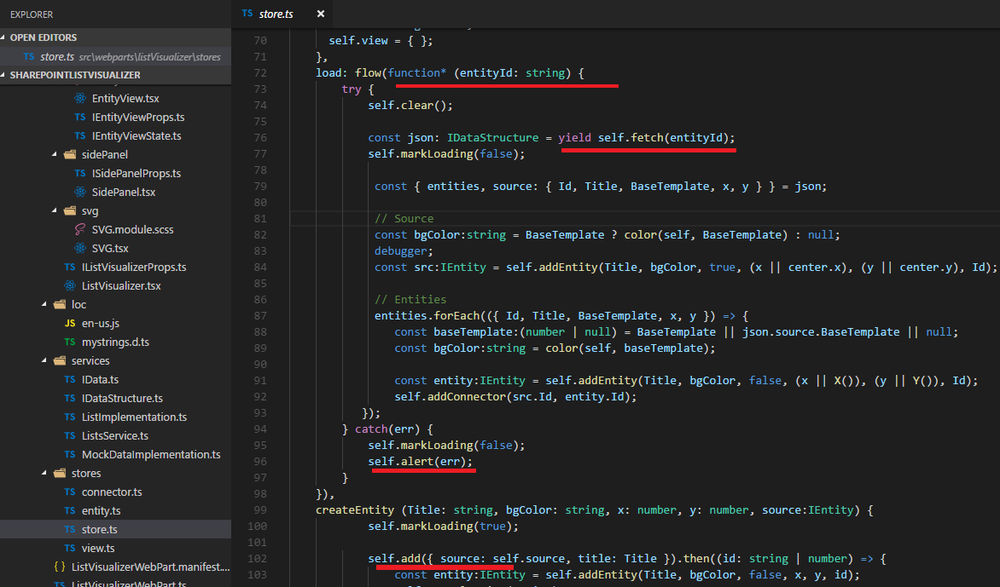 EXPLORER
OPEN EDITORS
TS store.ts src\webparts\listVisualizer\stores
SHAREPOINTLISTVISUALIZER
EntityView.tsx
TS IEntityViewProps.ts
TS IEntityViewState.ts
sidePanel
TS ISidePanelProps.ts
SidePanel.tsx
svg
SVG.module.scss
SVG.tsx
TS IListVisualizerProps.ts
ListVisualizer.tsx
loc
JS en-us.js
TS mystrings.d.ts
services
TS IData.ts
TS IDataStructure.ts
TS ListImplementation.ts
TS ListsService.ts
TS MockDataImplementation.ts
stores
TS connector.ts
TS entity.ts
TS store.ts
TS view.ts
{ } ListVisualizerWebPart.manifest....
TS ListVisualizerWebPart.ts
TS store.ts ×
70 self.view = { };
71 },
72 load: flow(function* (entityId: string) {
73 try {
74 self.clear();
75
76 const json: IDataStructure = yield self.fetch(entityId);
77 self.markLoading(false);
78
79 const { entities, source: { Id, Title, BaseTemplate, x, y } } = json;
80
81 // Source
82 const bgColor:string = BaseTemplate ? color(self, BaseTemplate) : null;
83 debugger;
84 const src:IEntity = self.addEntity(Title, bgColor, true, (x || center.x), (y || center.y), Id);
85
86 // Entities
87 entities.forEach(({ Id, Title, BaseTemplate, x, y }) => {
88 const baseTemplate:(number | null) = BaseTemplate || json.source.BaseTemplate || null;
89 const bgColor:string = color(self, baseTemplate);
90
91 const entity:IEntity = self.addEntity(Title, bgColor, false, (x || X()), (y || Y()), Id);
92 self.addConnector(src.Id, entity.Id);
93 });
94 } catch(err) {
95 self.markLoading(false);
96 self.alert(err);
97 }
98 }),
99 createEntity (Title: string, bgColor: string, x: number, y: number, source:IEntity) {
100 self.markLoading(true);
101
102 self.add({ source: self.source, title: Title }).then((id: string | number) => {
103 const entity:IEntity = self.addEntity(Title, bgColor, false, x, y, id);